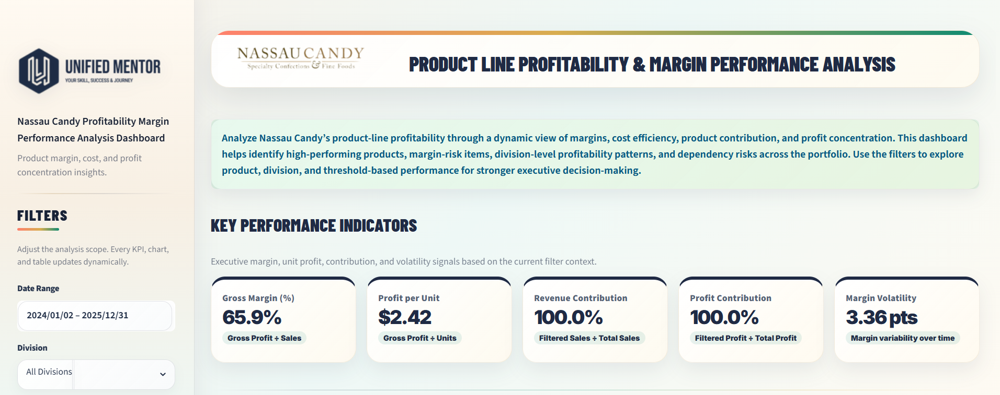 UNIFIED MENTOR
YOUR SKILL, SUCCESS & JOURNEY
Nassau Candy Profitability Margin
Performance Analysis Dashboard
Product margin, cost, and profit
concentration insights.
FILTERS
Adjust the analysis scope. Every KPI, chart,
and table updates dynamically.
Date Range
2024/01/02 – 2025/12/31
Division
All Divisions
NASSAU CANDY
Specialty Confections & Fine Foods
PRODUCT LINE PROFITABILITY & MARGIN PERFORMANCE ANALYSIS
Analyze Nassau Candy’s product-line profitability through a dynamic view of margins, cost efficiency, product contribution, and profit concentration. This dashboard
helps identify high-performing products, margin-risk items, division-level profitability patterns, and dependency risks across the portfolio. Use the filters to explore
product, division, and threshold-based performance for stronger executive decision-making.
KEY PERFORMANCE INDICATORS
Executive margin, unit profit, contribution, and volatility signals based on the current filter context.
Gross Margin (%)
65.9%
Gross Profit ÷ Sales
Profit per Unit
$2.42
Gross Profit ÷ Units
Revenue Contribution
100.0%
Filtered Sales ÷ Total Sales
Profit Contribution
100.0%
Filtered Profit ÷ Total Profit
Margin Volatility
3.36 pts
Margin variability over time